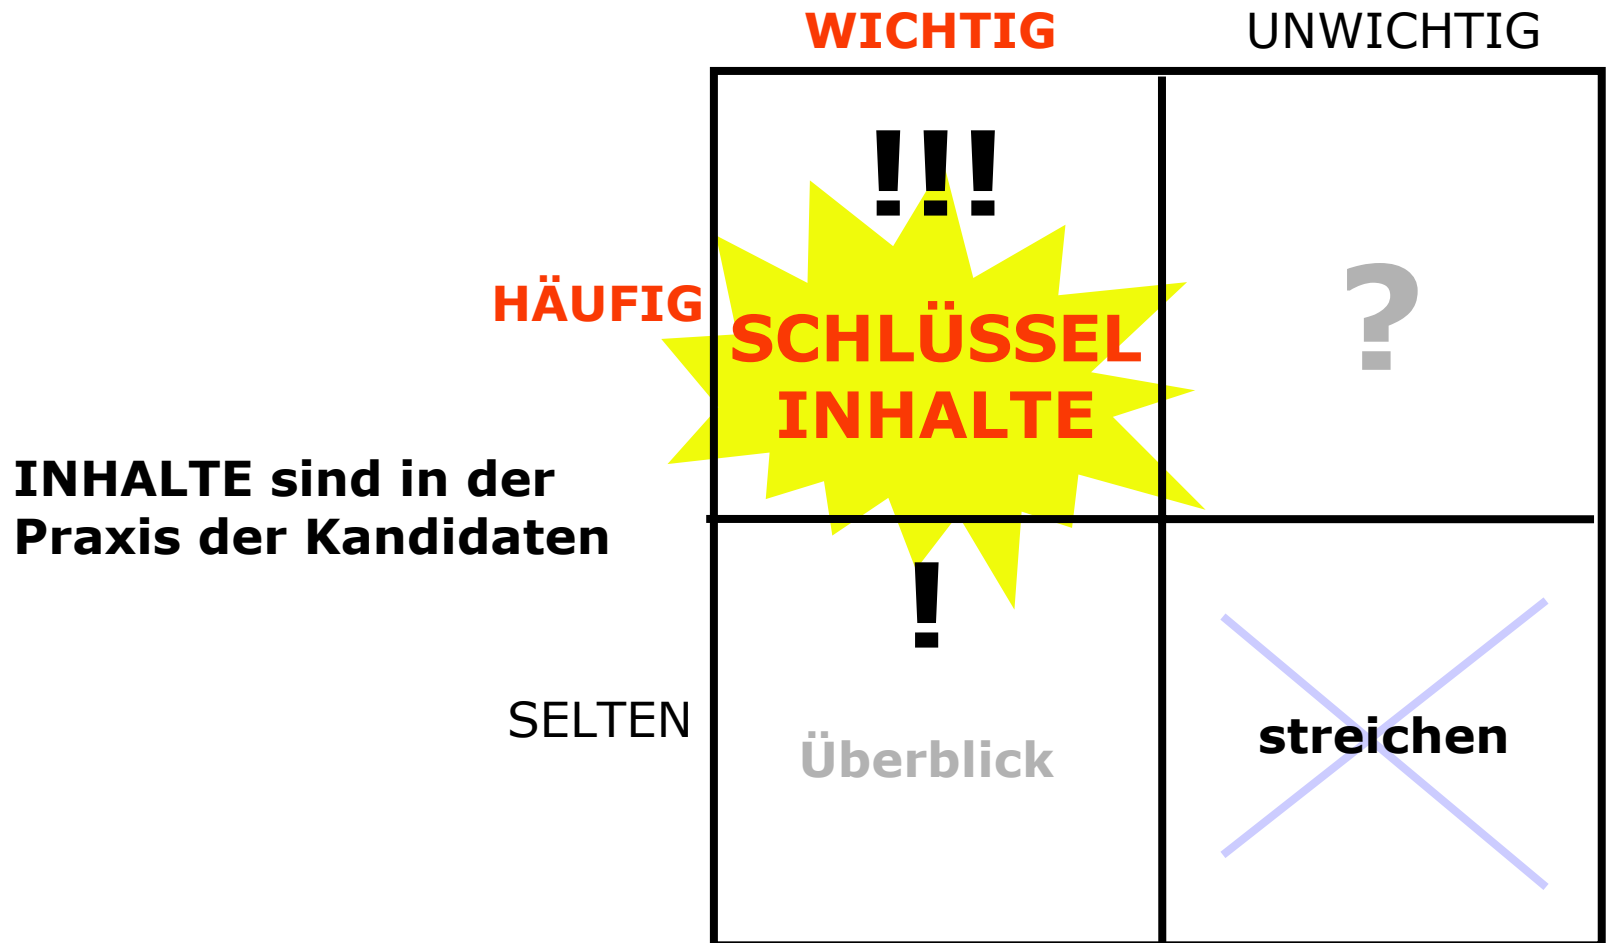 WICHTIG UNWICHTIG
!!!
HÄUFIG
SCHLÜSSEL
INHALTE
?
INHALTE sind in der
Praxis der Kandidaten
!
SELTEN
Überblick
streichen